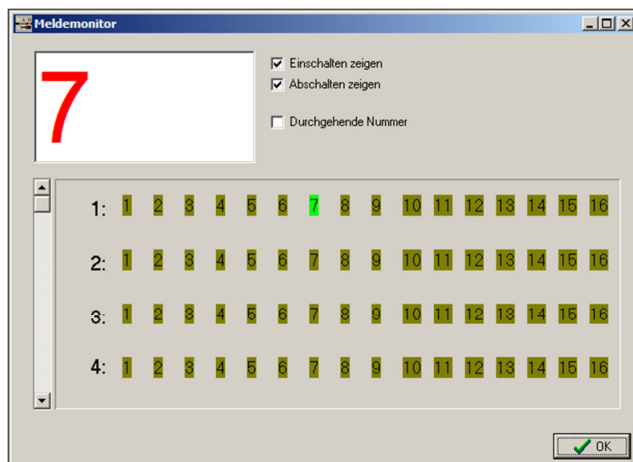 Meldemonitor
7
Einschalten zeigen
Abschalten zeigen
Durchgehende Nummer
1: 1 2 3 4 5 6 7 8 9 10 11 12 13 14 15 16
2: 1 2 3 4 5 6 7 8 9 10 11 12 13 14 15 16
3: 1 2 3 4 5 6 7 8 9 10 11 12 13 14 15 16
4: 1 2 3 4 5 6 7 8 9 10 11 12 13 14 15 16
OK